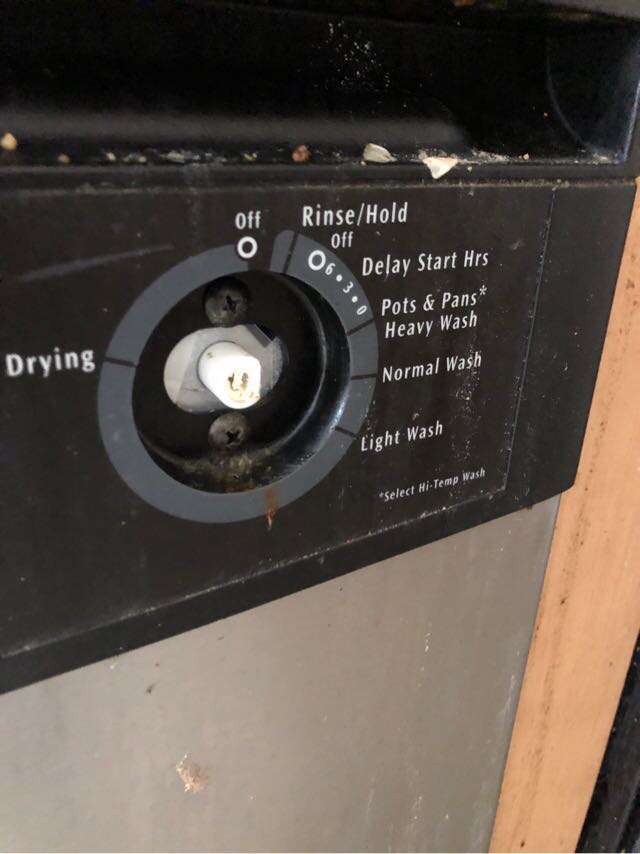 Off
Rinse/Hold
Off
6•3•0
Delay Start Hrs
Pots & Pans*
Heavy Wash
Drying
Normal Wash
Light Wash
*Select Hi-Temp Wash